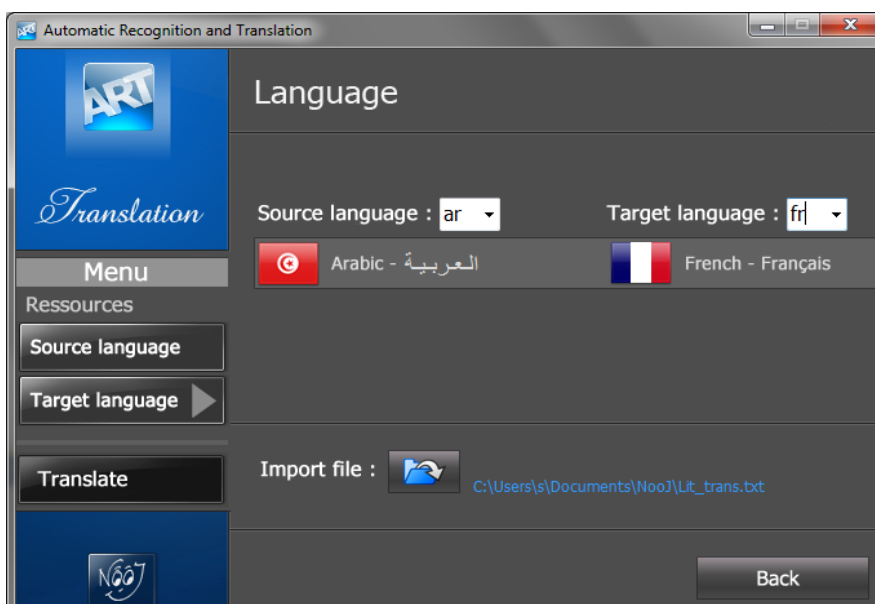 Automatic Recognition and Translation
ART
Translation
Menu
Ressources
Source language
Target language
Translate
NOOJ
Language
Source language : ar
Target language : fr
Arabic - العربية
French - Français
Import file :
C:\Users\s\Documents\NooJ\Lit_trans.txt
Back